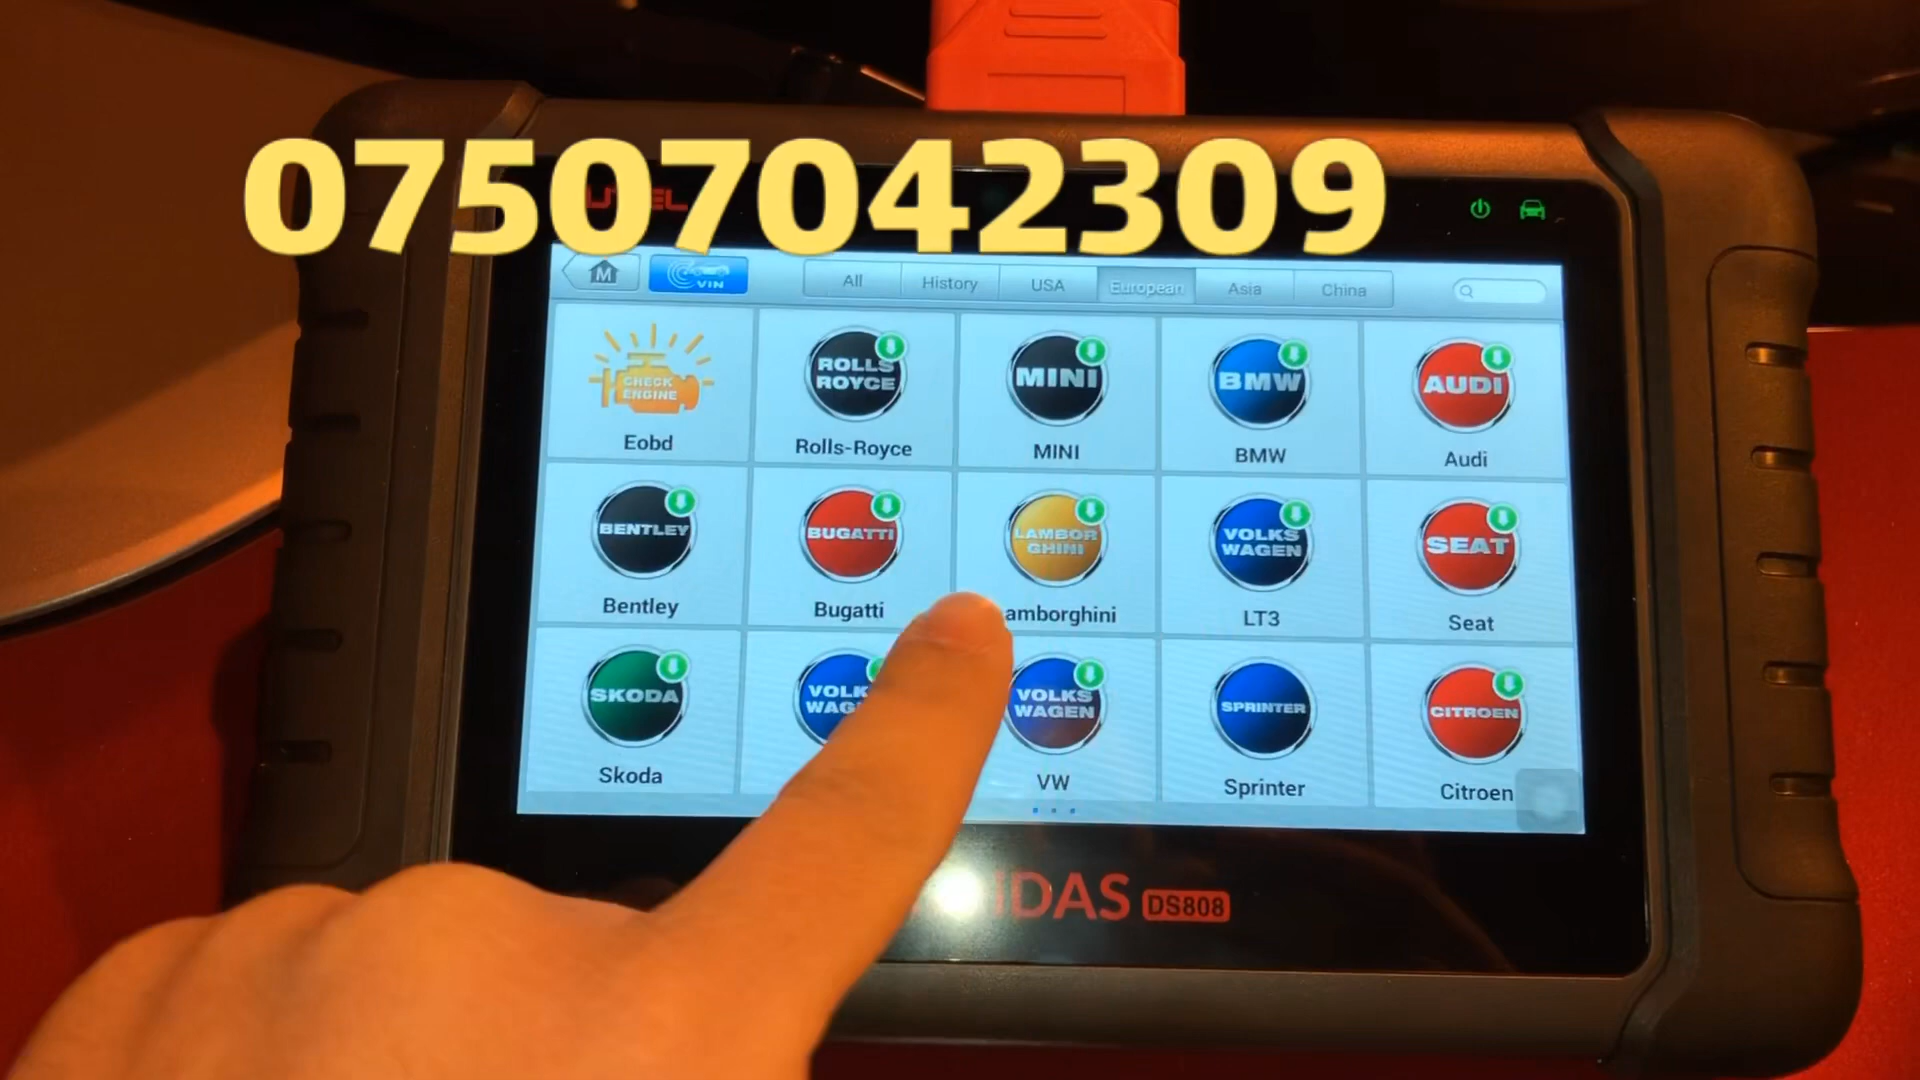 07507042309
VIN
All
History
USA
European
Asia
China
CHECK ENGINE
Eobd
ROLLS ROYCE
Rolls-Royce
MINI
MINI
BMW
BMW
AUDI
Audi
BENTLEY
Bentley
BUGATTI
Bugatti
LAMBOR GHINI
amborghini
VOLKS WAGEN
LT3
SEAT
Seat
SKODA
Skoda
VOLKS WAGEN
VW
SPRINTER
Sprinter
CITROEN
Citroen
IDAS DS808